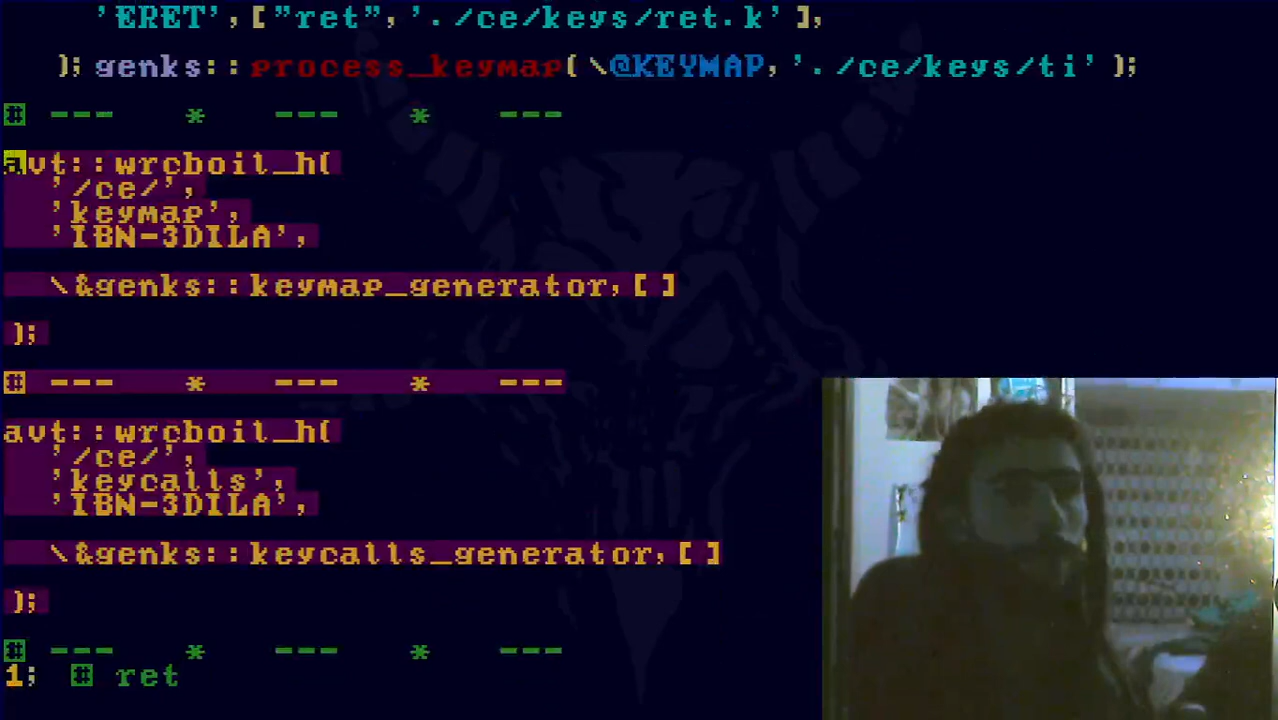 'ERET',["ret",'./ce/keys/ret.k'],
); genks::process_keymap(\@KEYMAP,'./ce/keys/ti');
# --- * --- * ---
avt::wrcboil_h(
'/ce/',
'keymap',
'IBN-3DILA',
\&genks::keymap_generator,[]
);
# --- * --- * ---
avt::wrcboil_h(
'/ce/',
'keycalls',
'IBN-3DILA',
\&genks::keycalls_generator,[]
);
# --- * --- * ---
1; # ret